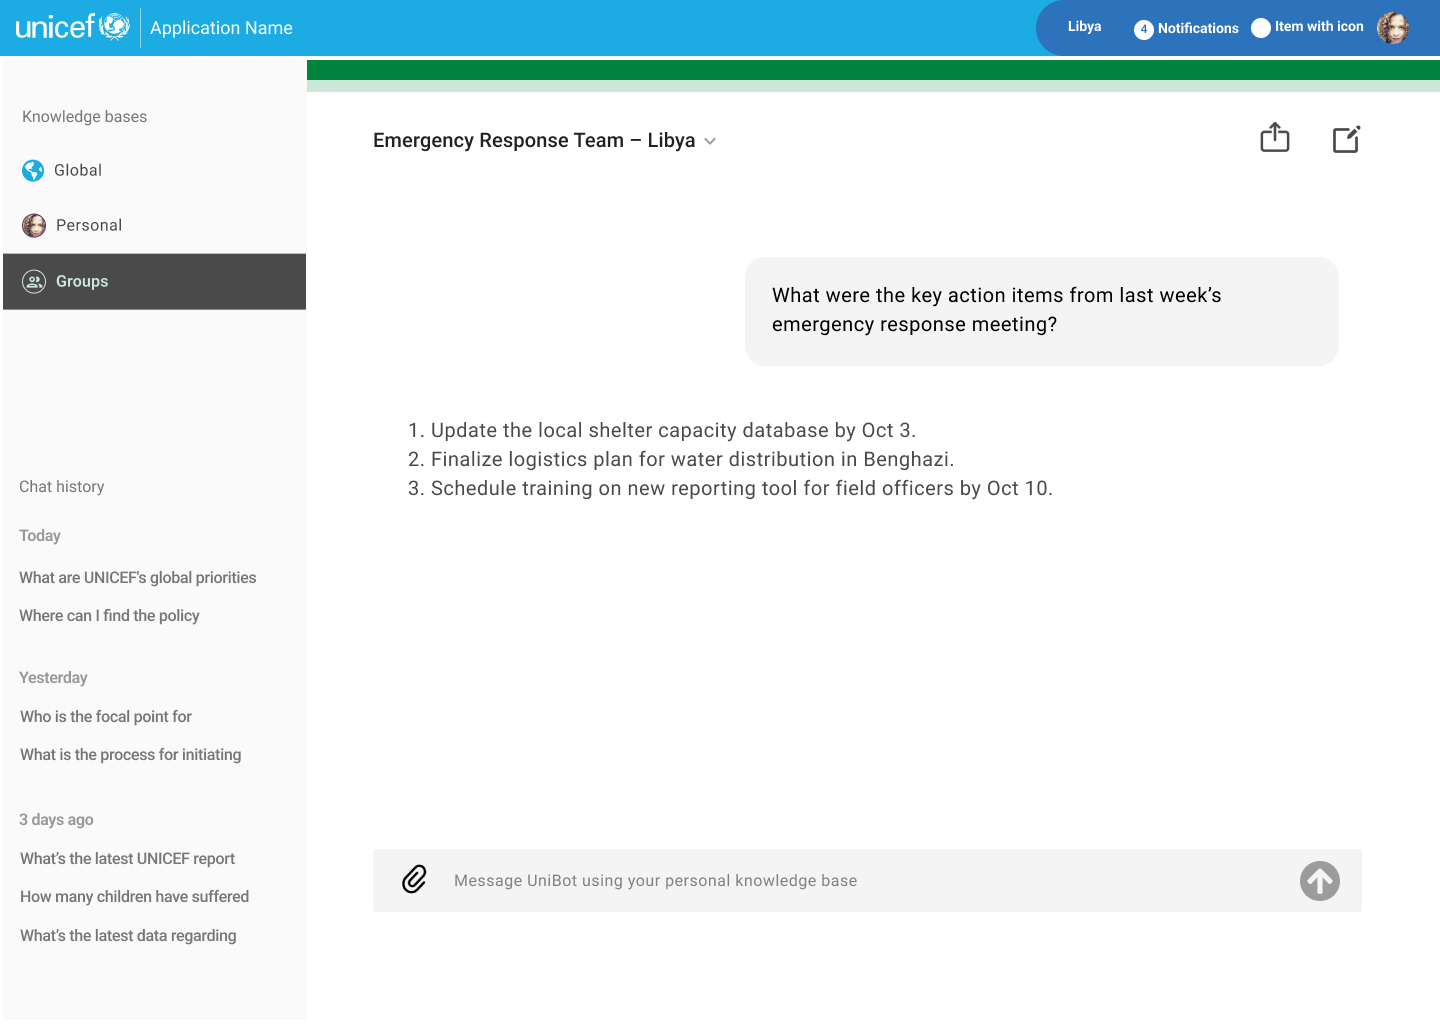 unicef
Application Name
Libya
4 Notifications
Item with icon
Knowledge bases
Global
Personal
Groups
Chat history
Today
What are UNICEF's global priorities
Where can I find the policy
Yesterday
Who is the focal point for
What is the process for initiating
3 days ago
What’s the latest UNICEF report
How many children have suffered
What’s the latest data regarding
Emergency Response Team – Libya
What were the key action items from last week’s
emergency response meeting?
1. Update the local shelter capacity database by Oct 3.
2. Finalize logistics plan for water distribution in Benghazi.
3. Schedule training on new reporting tool for field officers by Oct 10.
Message UniBot using your personal knowledge base